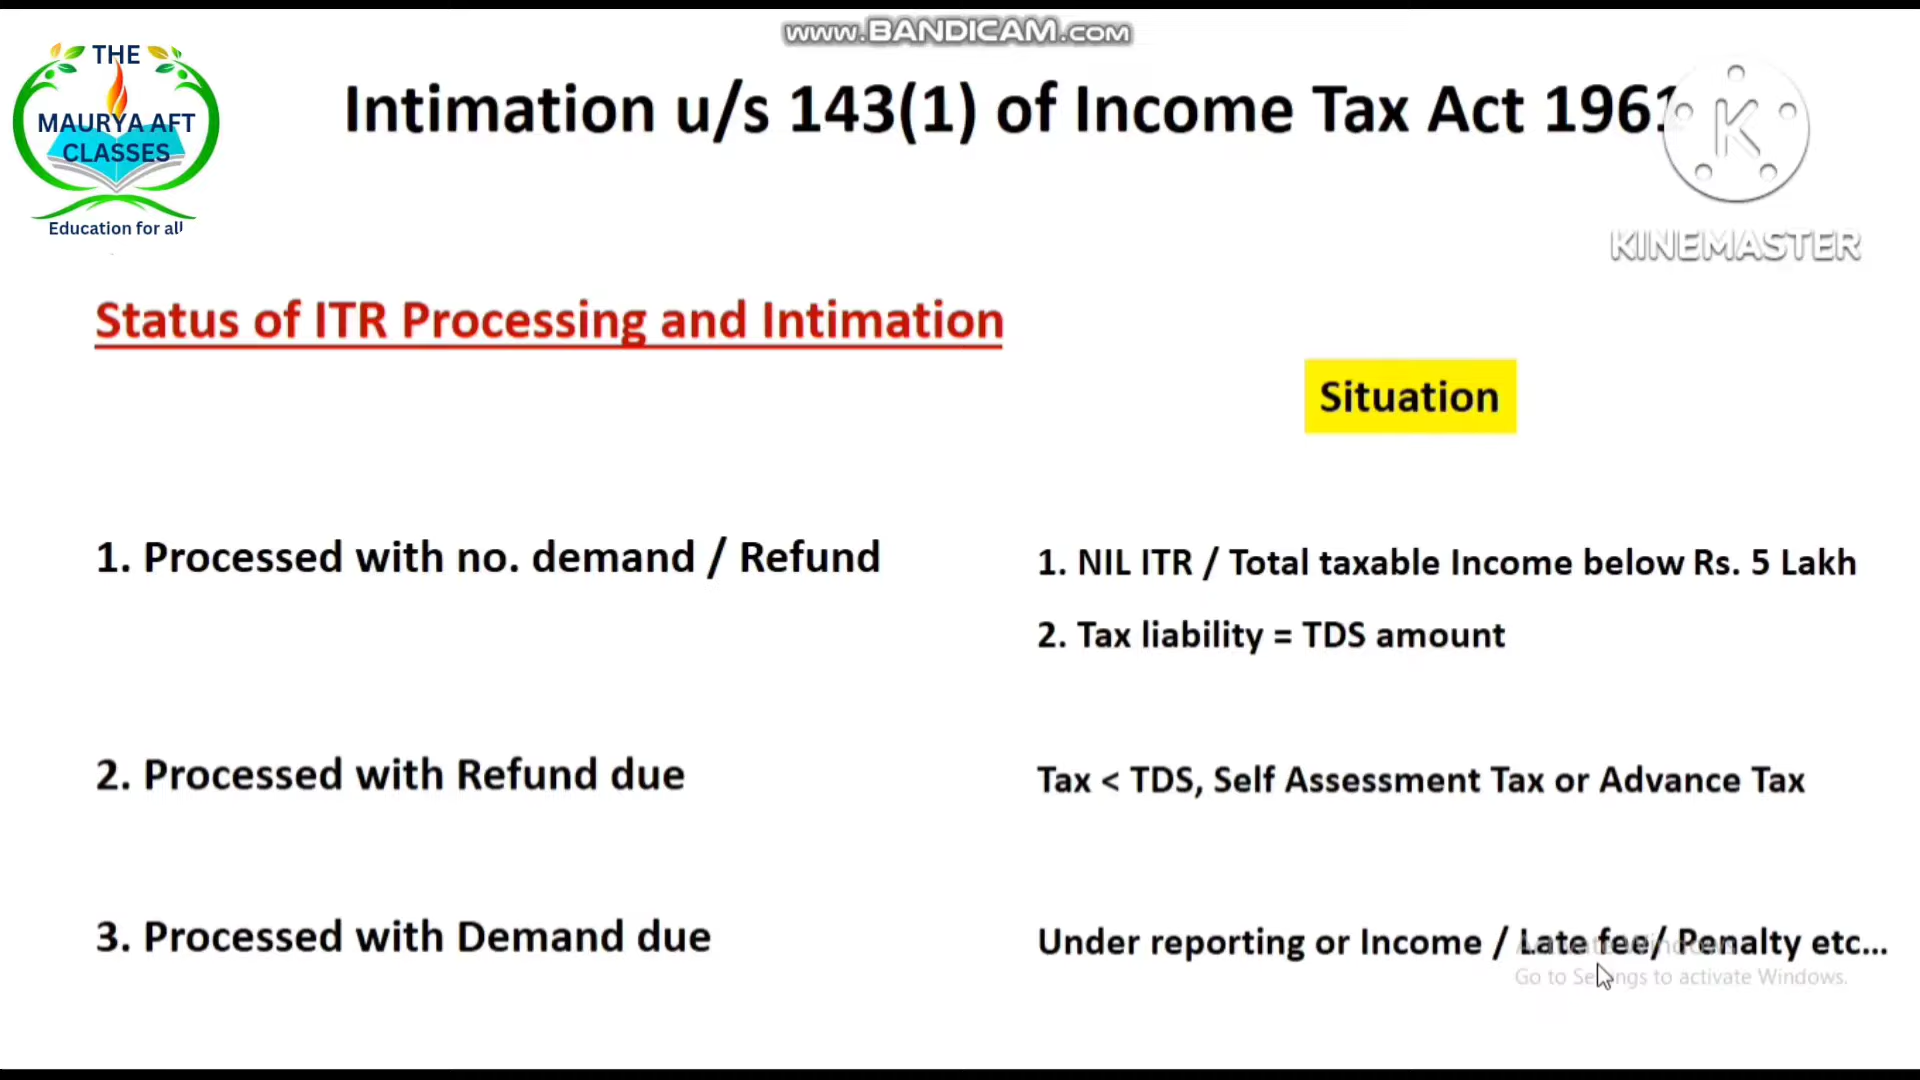 www.BANDICAM.com
THE
MAURYA AFT
CLASSES
Education for all
Intimation u/s 143(1) of Income Tax Act 1961
K
KINEMASTER
Status of ITR Processing and Intimation
Situation
1. Processed with no. demand / Refund
1. NIL ITR / Total taxable Income below Rs. 5 Lakh
2. Tax liability = TDS amount
2. Processed with Refund due
Tax < TDS, Self Assessment Tax or Advance Tax
3. Processed with Demand due
Under reporting or Income / Late fee/ Penalty etc...
Activate Windows
Go to Settings to activate Windows.